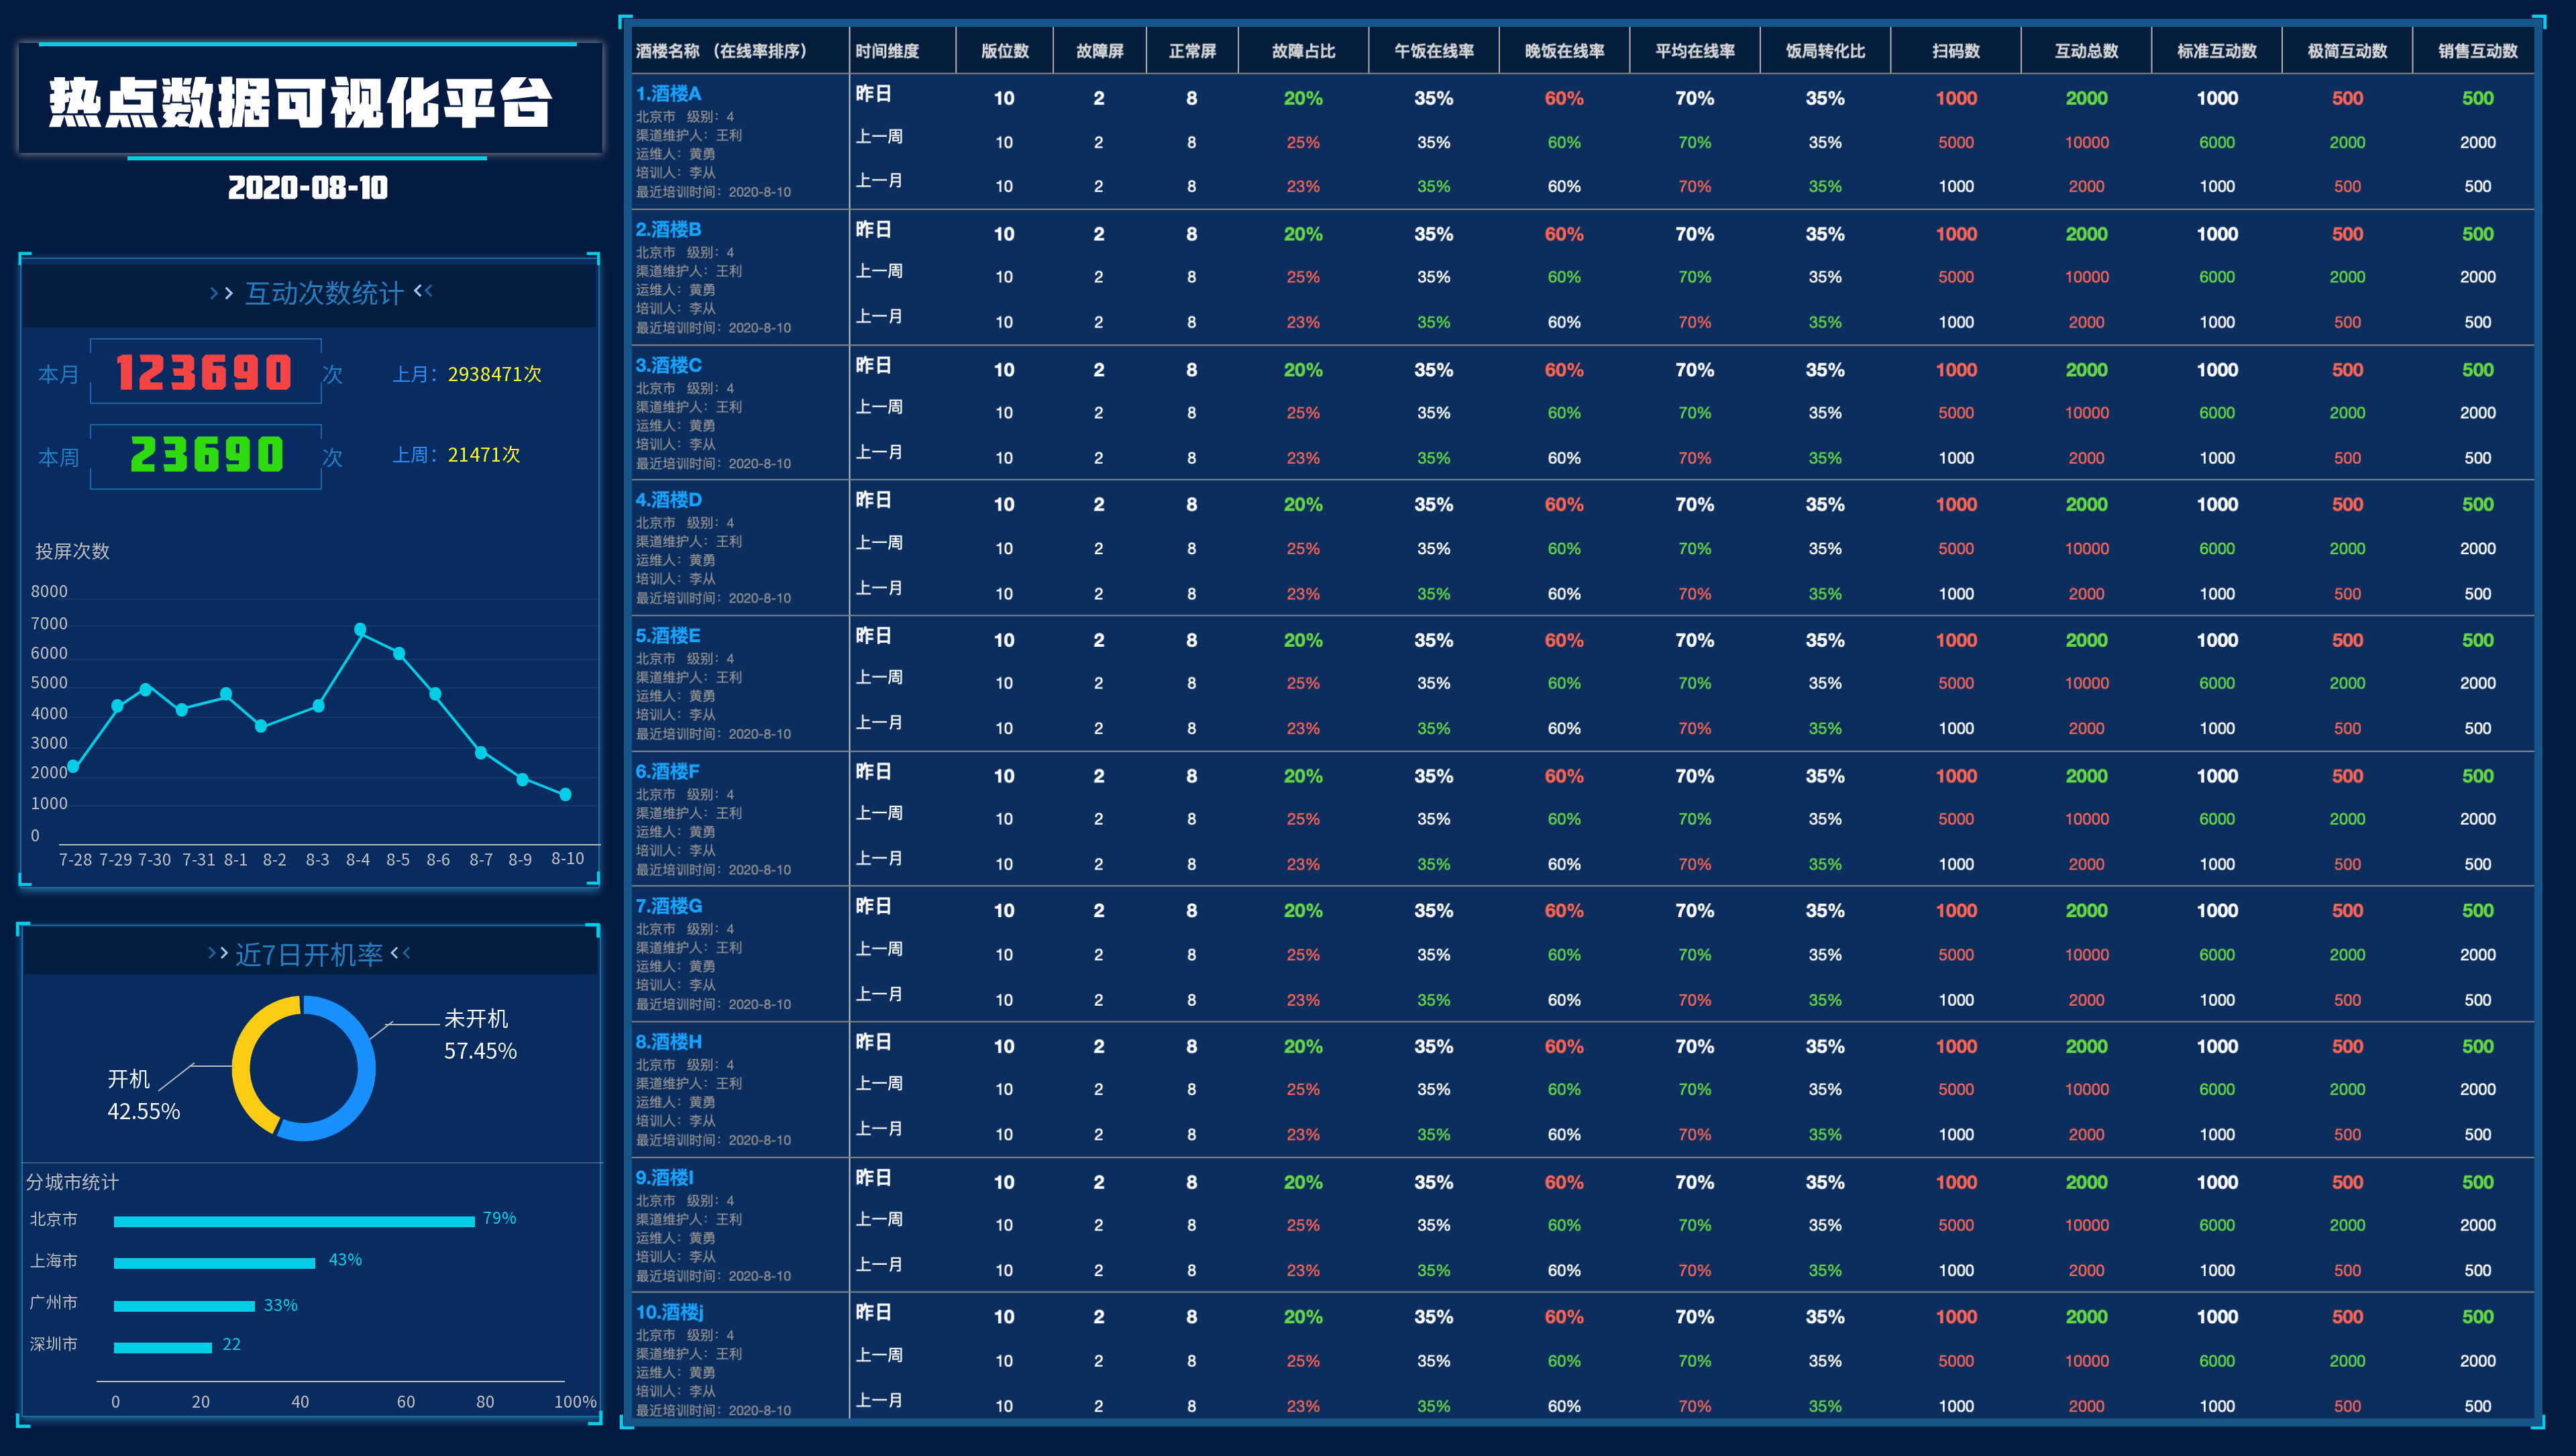 热点数据可视化平台
2020-08-10
互动次数统计
本月 123690 次 上月：2938471次
本周 23690 次 上周：21471次
投屏次数
8000
7000
6000
5000
4000
3000
2000
1000
0
7-28 7-29 7-30 7-31 8-1 8-2 8-3 8-4 8-5 8-6 8-7 8-9 8-10
近7日开机率
未开机
57.45%
开机
42.55%
分城市统计
北京市 79%
上海市 43%
广州市 33%
深圳市 22
0 20 40 60 80 100%
酒楼名称 （在线率排序） 时间维度 版位数 故障屏 正常屏 故障占比 午饭在线率 晚饭在线率 平均在线率 饭局转化比 扫码数 互动总数 标准互动数 极简互动数 销售互动数
1.酒楼A
北京市 级别：4
渠道维护人：王利
运维人：黄勇
培训人：李从
最近培训时间：2020-8-10
昨日 10 2 8 20% 35% 60% 70% 35% 1000 2000 1000 500 500
上一周 10 2 8 25% 35% 60% 70% 35% 5000 10000 6000 2000 2000
上一月 10 2 8 23% 35% 60% 70% 35% 1000 2000 1000 500 500
2.酒楼B
北京市 级别：4
渠道维护人：王利
运维人：黄勇
培训人：李从
最近培训时间：2020-8-10
昨日 10 2 8 20% 35% 60% 70% 35% 1000 2000 1000 500 500
上一周 10 2 8 25% 35% 60% 70% 35% 5000 10000 6000 2000 2000
上一月 10 2 8 23% 35% 60% 70% 35% 1000 2000 1000 500 500
3.酒楼C
北京市 级别：4
渠道维护人：王利
运维人：黄勇
培训人：李从
最近培训时间：2020-8-10
昨日 10 2 8 20% 35% 60% 70% 35% 1000 2000 1000 500 500
上一周 10 2 8 25% 35% 60% 70% 35% 5000 10000 6000 2000 2000
上一月 10 2 8 23% 35% 60% 70% 35% 1000 2000 1000 500 500
4.酒楼D
北京市 级别：4
渠道维护人：王利
运维人：黄勇
培训人：李从
最近培训时间：2020-8-10
昨日 10 2 8 20% 35% 60% 70% 35% 1000 2000 1000 500 500
上一周 10 2 8 25% 35% 60% 70% 35% 5000 10000 6000 2000 2000
上一月 10 2 8 23% 35% 60% 70% 35% 1000 2000 1000 500 500
5.酒楼E
北京市 级别：4
渠道维护人：王利
运维人：黄勇
培训人：李从
最近培训时间：2020-8-10
昨日 10 2 8 20% 35% 60% 70% 35% 1000 2000 1000 500 500
上一周 10 2 8 25% 35% 60% 70% 35% 5000 10000 6000 2000 2000
上一月 10 2 8 23% 35% 60% 70% 35% 1000 2000 1000 500 500
6.酒楼F
北京市 级别：4
渠道维护人：王利
运维人：黄勇
培训人：李从
最近培训时间：2020-8-10
昨日 10 2 8 20% 35% 60% 70% 35% 1000 2000 1000 500 500
上一周 10 2 8 25% 35% 60% 70% 35% 5000 10000 6000 2000 2000
上一月 10 2 8 23% 35% 60% 70% 35% 1000 2000 1000 500 500
7.酒楼G
北京市 级别：4
渠道维护人：王利
运维人：黄勇
培训人：李从
最近培训时间：2020-8-10
昨日 10 2 8 20% 35% 60% 70% 35% 1000 2000 1000 500 500
上一周 10 2 8 25% 35% 60% 70% 35% 5000 10000 6000 2000 2000
上一月 10 2 8 23% 35% 60% 70% 35% 1000 2000 1000 500 500
8.酒楼H
北京市 级别：4
渠道维护人：王利
运维人：黄勇
培训人：李从
最近培训时间：2020-8-10
昨日 10 2 8 20% 35% 60% 70% 35% 1000 2000 1000 500 500
上一周 10 2 8 25% 35% 60% 70% 35% 5000 10000 6000 2000 2000
上一月 10 2 8 23% 35% 60% 70% 35% 1000 2000 1000 500 500
9.酒楼I
北京市 级别：4
渠道维护人：王利
运维人：黄勇
培训人：李从
最近培训时间：2020-8-10
昨日 10 2 8 20% 35% 60% 70% 35% 1000 2000 1000 500 500
上一周 10 2 8 25% 35% 60% 70% 35% 5000 10000 6000 2000 2000
上一月 10 2 8 23% 35% 60% 70% 35% 1000 2000 1000 500 500
10.酒楼j
北京市 级别：4
渠道维护人：王利
运维人：黄勇
培训人：李从
最近培训时间：2020-8-10
昨日 10 2 8 20% 35% 60% 70% 35% 1000 2000 1000 500 500
上一周 10 2 8 25% 35% 60% 70% 35% 5000 10000 6000 2000 2000
上一月 10 2 8 23% 35% 60% 70% 35% 1000 2000 1000 500 500